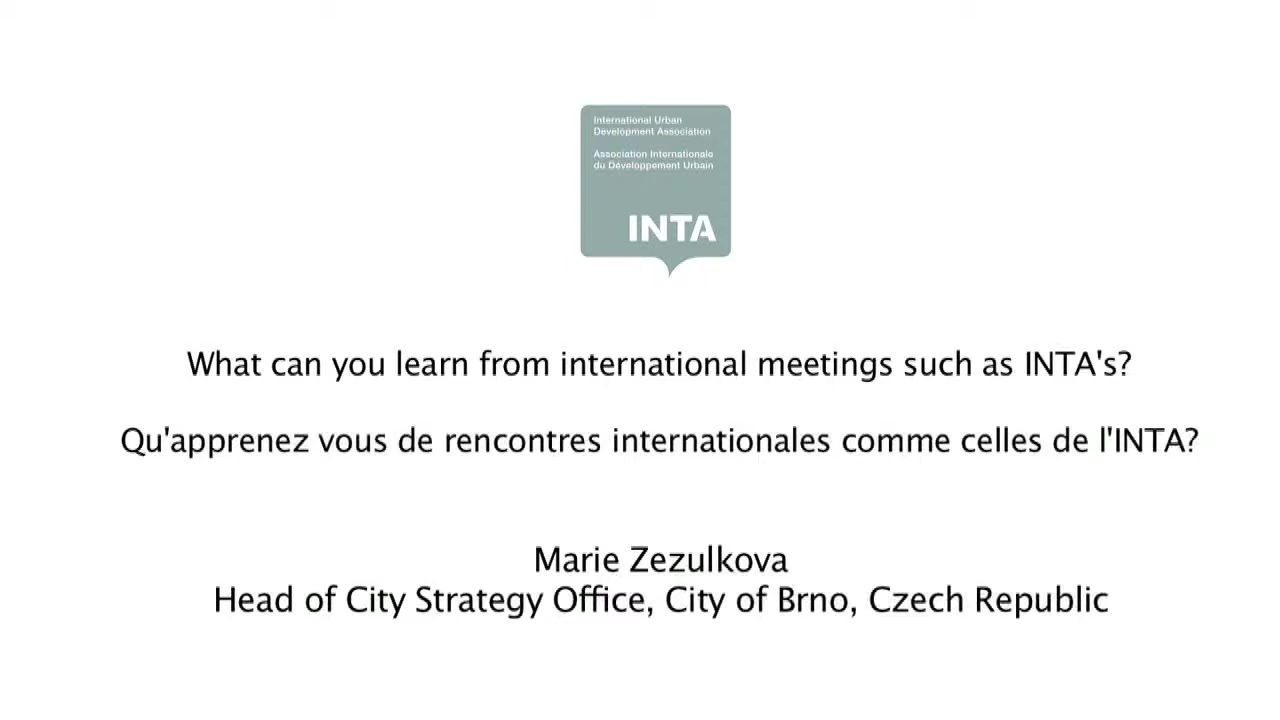 International Urban
Development Association
Association Internationale
du Développement Urbain
INTA
What can you learn from international meetings such as INTA's?
Qu'apprenez vous de rencontres internationales comme celles de l'INTA?
Marie Zezulkova
Head of City Strategy Office, City of Brno, Czech Republic